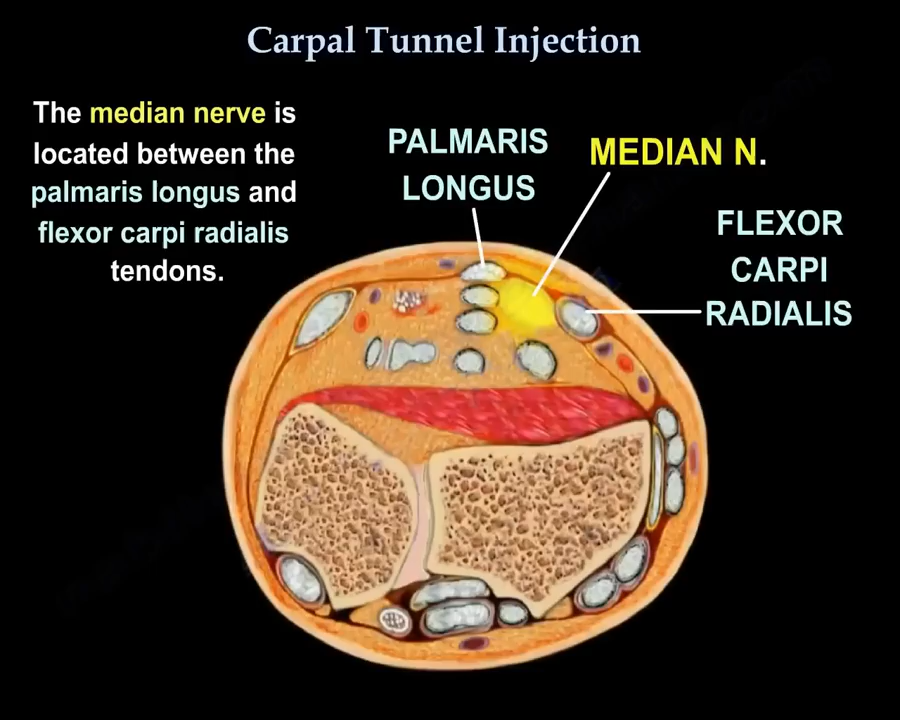 Carpal Tunnel Injection
The median nerve is
located between the
palmaris longus and
flexor carpi radialis
tendons.
PALMARIS
LONGUS
MEDIAN N.
FLEXOR
CARPI
RADIALIS